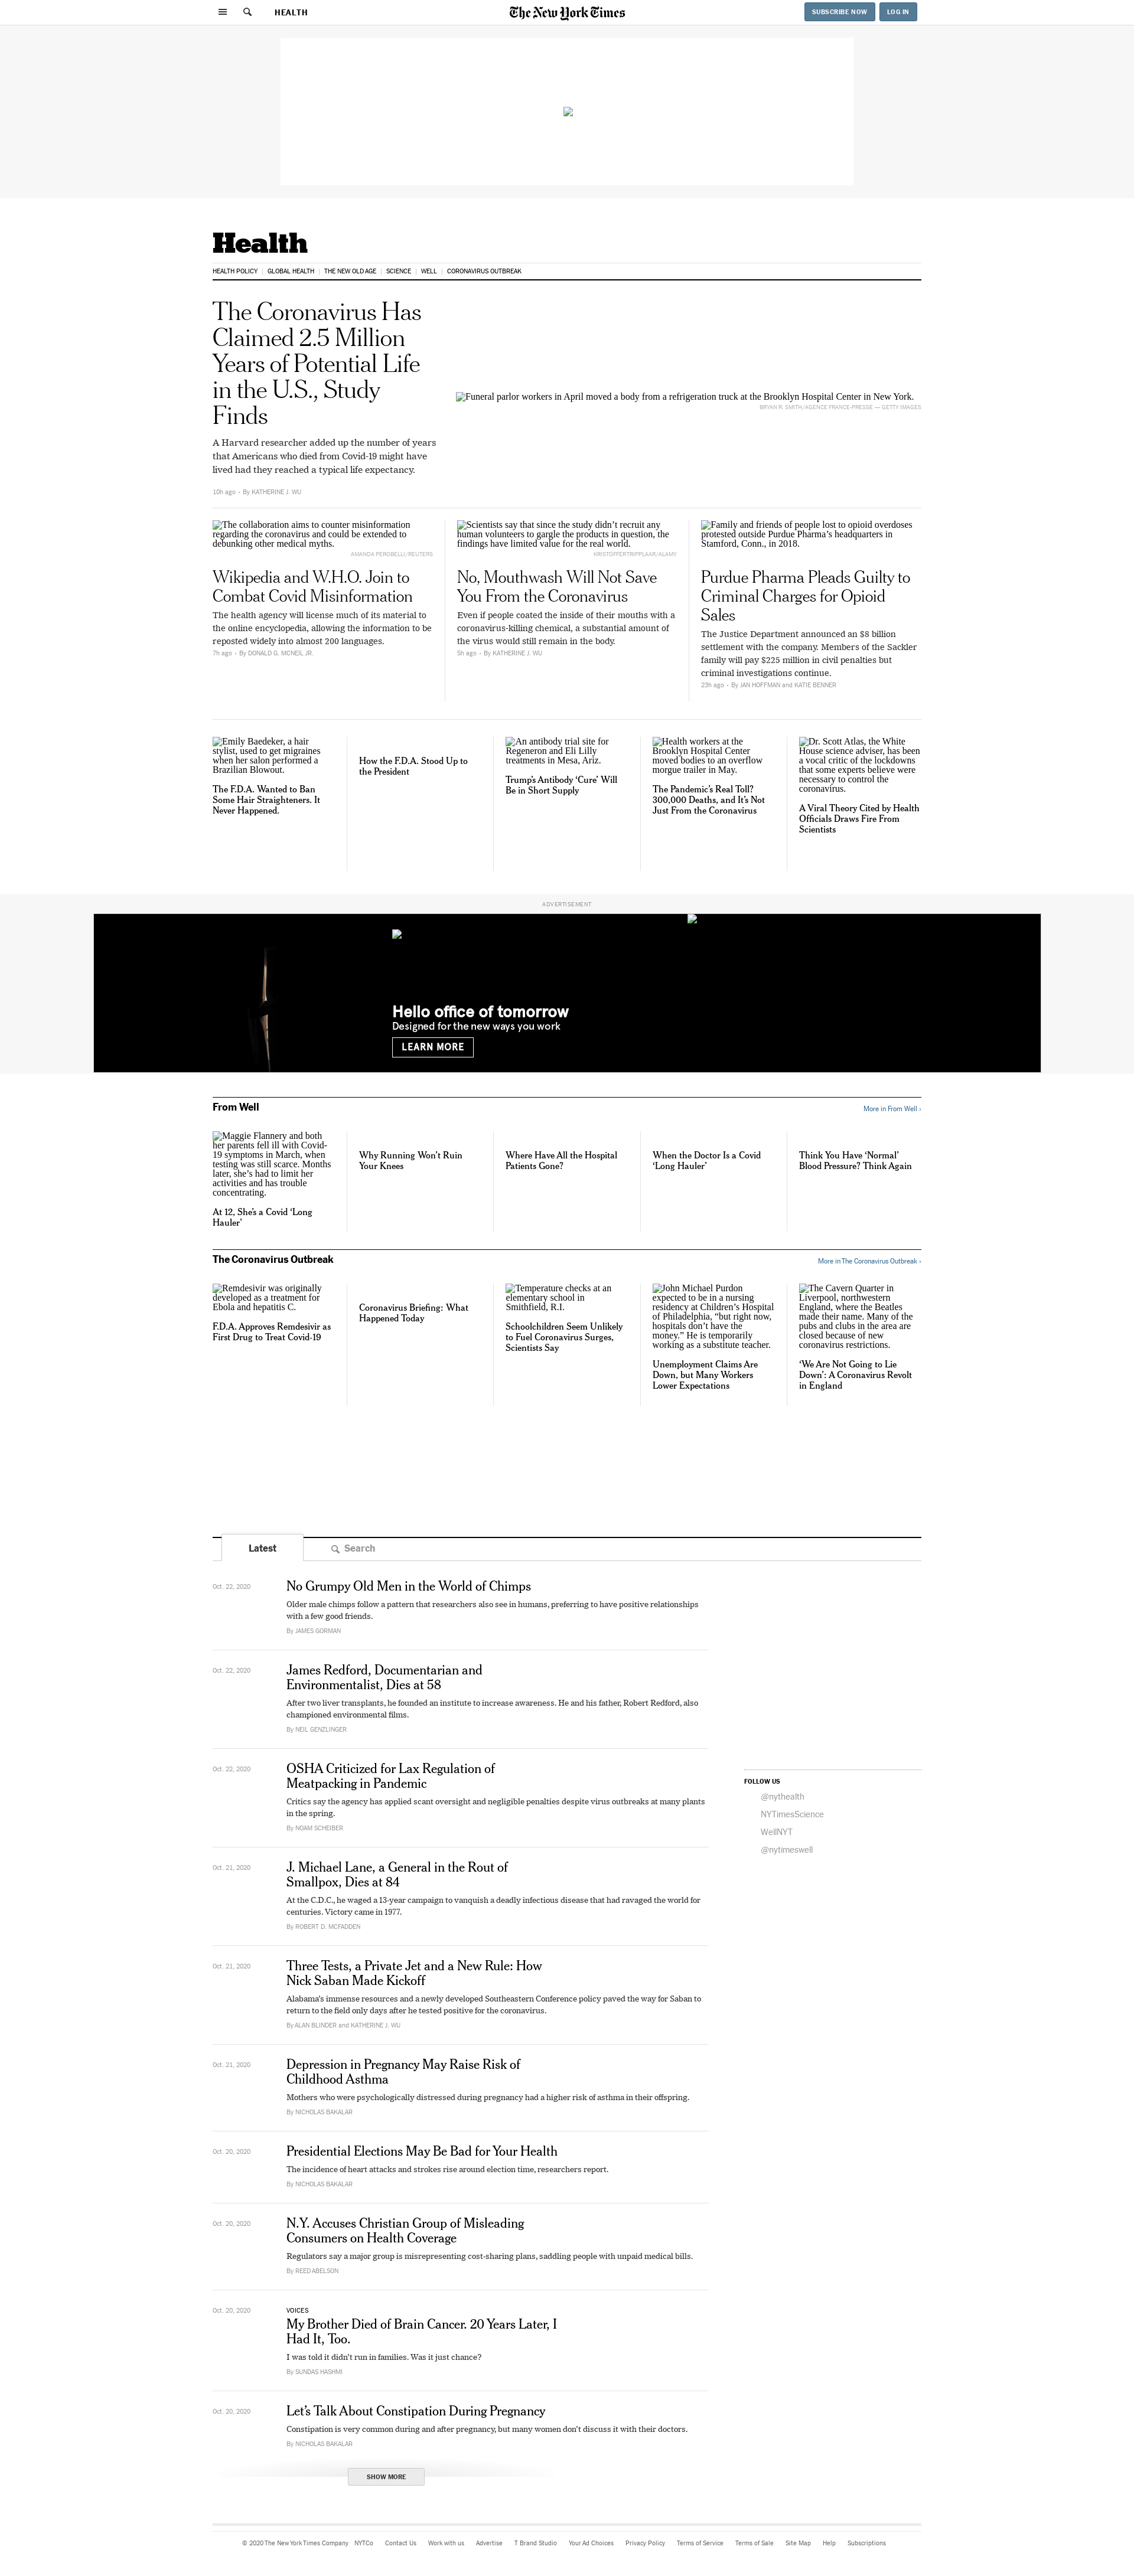 HEALTH
The New York Times
SUBSCRIBE NOW
LOG IN
Health
HEALTH POLICY
GLOBAL HEALTH
THE NEW OLD AGE
SCIENCE
WELL
CORONAVIRUS OUTBREAK
The Coronavirus Has
Claimed 2.5 Million
Years of Potential Life
in the U.S., Study
Finds
A Harvard researcher added up the number of years
that Americans who died from Covid-19 might have
lived had they reached a typical life expectancy.
10h ago • By KATHERINE J. WU
Funeral parlor workers in April moved a body from a refrigeration truck at the Brooklyn Hospital Center in New York.
BRYAN R. SMITH/AGENCE FRANCE-PRESSE — GETTY IMAGES
The collaboration aims to counter misinformation
regarding the coronavirus and could be extended to
debunking other medical myths.
AMANDA PEROBELLI/REUTERS
Wikipedia and W.H.O. Join to
Combat Covid Misinformation
The health agency will license much of its material to
the online encyclopedia, allowing the information to be
reposted widely into almost 200 languages.
7h ago • By DONALD G. MCNEIL JR.
Scientists say that since the study didn’t recruit any
human volunteers to gargle the products in question, the
findings have limited value for the real world.
KRISTOFFERTRIPPLAAR/ALAMY
No, Mouthwash Will Not Save
You From the Coronavirus
Even if people coated the inside of their mouths with a
coronavirus-killing chemical, a substantial amount of
the virus would still remain in the body.
5h ago • By KATHERINE J. WU
Family and friends of people lost to opioid overdoses
protested outside Purdue Pharma’s headquarters in
Stamford, Conn., in 2018.
Purdue Pharma Pleads Guilty to
Criminal Charges for Opioid
Sales
The Justice Department announced an $8 billion
settlement with the company. Members of the Sackler
family will pay $225 million in civil penalties but
criminal investigations continue.
23h ago • By JAN HOFFMAN and KATIE BENNER
Emily Baedeker, a hair
stylist, used to get migraines
when her salon performed a
Brazilian Blowout.
The F.D.A. Wanted to Ban
Some Hair Straighteners. It
Never Happened.
How the F.D.A. Stood Up to
the President
An antibody trial site for
Regeneron and Eli Lilly
treatments in Mesa, Ariz.
Trump’s Antibody ‘Cure’ Will
Be in Short Supply
Health workers at the
Brooklyn Hospital Center
moved bodies to an overflow
morgue trailer in May.
The Pandemic’s Real Toll?
300,000 Deaths, and It’s Not
Just From the Coronavirus
Dr. Scott Atlas, the White
House science adviser, has been
a vocal critic of the lockdowns
that some experts believe were
necessary to control the
coronavirus.
A Viral Theory Cited by Health
Officials Draws Fire From
Scientists
ADVERTISEMENT
Hello office of tomorrow
Designed for the new ways you work
LEARN MORE
From Well
More in From Well ›
Maggie Flannery and both
her parents fell ill with Covid-
19 symptoms in March, when
testing was still scarce. Months
later, she’s had to limit her
activities and has trouble
concentrating.
At 12, She’s a Covid ‘Long
Hauler’
Why Running Won’t Ruin
Your Knees
Where Have All the Hospital
Patients Gone?
When the Doctor Is a Covid
‘Long Hauler’
Think You Have ‘Normal’
Blood Pressure? Think Again
The Coronavirus Outbreak
More in The Coronavirus Outbreak ›
Remdesivir was originally
developed as a treatment for
Ebola and hepatitis C.
F.D.A. Approves Remdesivir as
First Drug to Treat Covid-19
Coronavirus Briefing: What
Happened Today
Temperature checks at an
elementary school in
Smithfield, R.I.
Schoolchildren Seem Unlikely
to Fuel Coronavirus Surges,
Scientists Say
John Michael Purdon
expected to be in a nursing
residency at Children’s Hospital
of Philadelphia, “but right now,
hospitals don’t have the
money.” He is temporarily
working as a substitute teacher.
Unemployment Claims Are
Down, but Many Workers
Lower Expectations
The Cavern Quarter in
Liverpool, northwestern
England, where the Beatles
made their name. Many of the
pubs and clubs in the area are
closed because of new
coronavirus restrictions.
‘We Are Not Going to Lie
Down’: A Coronavirus Revolt
in England
Latest
Search
Oct. 22, 2020
No Grumpy Old Men in the World of Chimps
Older male chimps follow a pattern that researchers also see in humans, preferring to have positive relationships
with a few good friends.
By JAMES GORMAN
Oct. 22, 2020
James Redford, Documentarian and
Environmentalist, Dies at 58
After two liver transplants, he founded an institute to increase awareness. He and his father, Robert Redford, also
championed environmental films.
By NEIL GENZLINGER
Oct. 22, 2020
OSHA Criticized for Lax Regulation of
Meatpacking in Pandemic
Critics say the agency has applied scant oversight and negligible penalties despite virus outbreaks at many plants
in the spring.
By NOAM SCHEIBER
FOLLOW US
@nythealth
NYTimesScience
WellNYT
@nytimeswell
Oct. 21, 2020
J. Michael Lane, a General in the Rout of
Smallpox, Dies at 84
At the C.D.C., he waged a 13-year campaign to vanquish a deadly infectious disease that had ravaged the world for
centuries. Victory came in 1977.
By ROBERT D. MCFADDEN
Oct. 21, 2020
Three Tests, a Private Jet and a New Rule: How
Nick Saban Made Kickoff
Alabama’s immense resources and a newly developed Southeastern Conference policy paved the way for Saban to
return to the field only days after he tested positive for the coronavirus.
By ALAN BLINDER and KATHERINE J. WU
Oct. 21, 2020
Depression in Pregnancy May Raise Risk of
Childhood Asthma
Mothers who were psychologically distressed during pregnancy had a higher risk of asthma in their offspring.
By NICHOLAS BAKALAR
Oct. 20, 2020
Presidential Elections May Be Bad for Your Health
The incidence of heart attacks and strokes rise around election time, researchers report.
By NICHOLAS BAKALAR
Oct. 20, 2020
N.Y. Accuses Christian Group of Misleading
Consumers on Health Coverage
Regulators say a major group is misrepresenting cost-sharing plans, saddling people with unpaid medical bills.
By REED ABELSON
Oct. 20, 2020
VOICES
My Brother Died of Brain Cancer. 20 Years Later, I
Had It, Too.
I was told it didn’t run in families. Was it just chance?
By SUNDAS HASHMI
Oct. 20, 2020
Let’s Talk About Constipation During Pregnancy
Constipation is very common during and after pregnancy, but many women don’t discuss it with their doctors.
By NICHOLAS BAKALAR
SHOW MORE
© 2020 The New York Times Company NYTCo Contact Us Work with us Advertise T Brand Studio Your Ad Choices Privacy Policy Terms of Service Terms of Sale Site Map Help Subscriptions